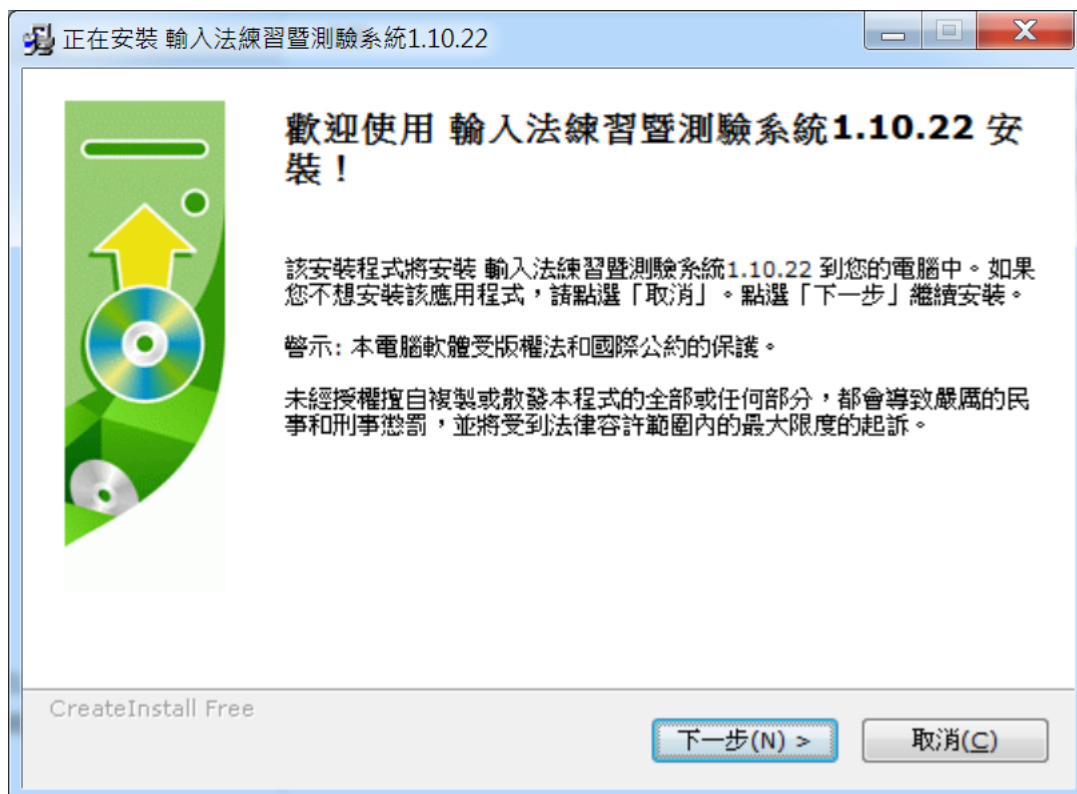 正在安裝 輸入法練習暨測驗系統1.10.22
歡迎使用 輸入法練習暨測驗系統1.10.22 安
裝！
該安裝程式將安裝 輸入法練習暨測驗系統1.10.22 到您的電腦中。如果
您不想安裝該應用程式，請點選「取消」。點選「下一步」繼續安裝。
警示: 本電腦軟體受版權法和國際公約的保護。
未經授權擅自複製或散發本程式的全部或任何部分，都會導致嚴厲的民
事和刑事懲罰，並將受到法律容許範圍內的最大限度的起訴。
CreateInstall Free
下一步(N) >
取消(C)